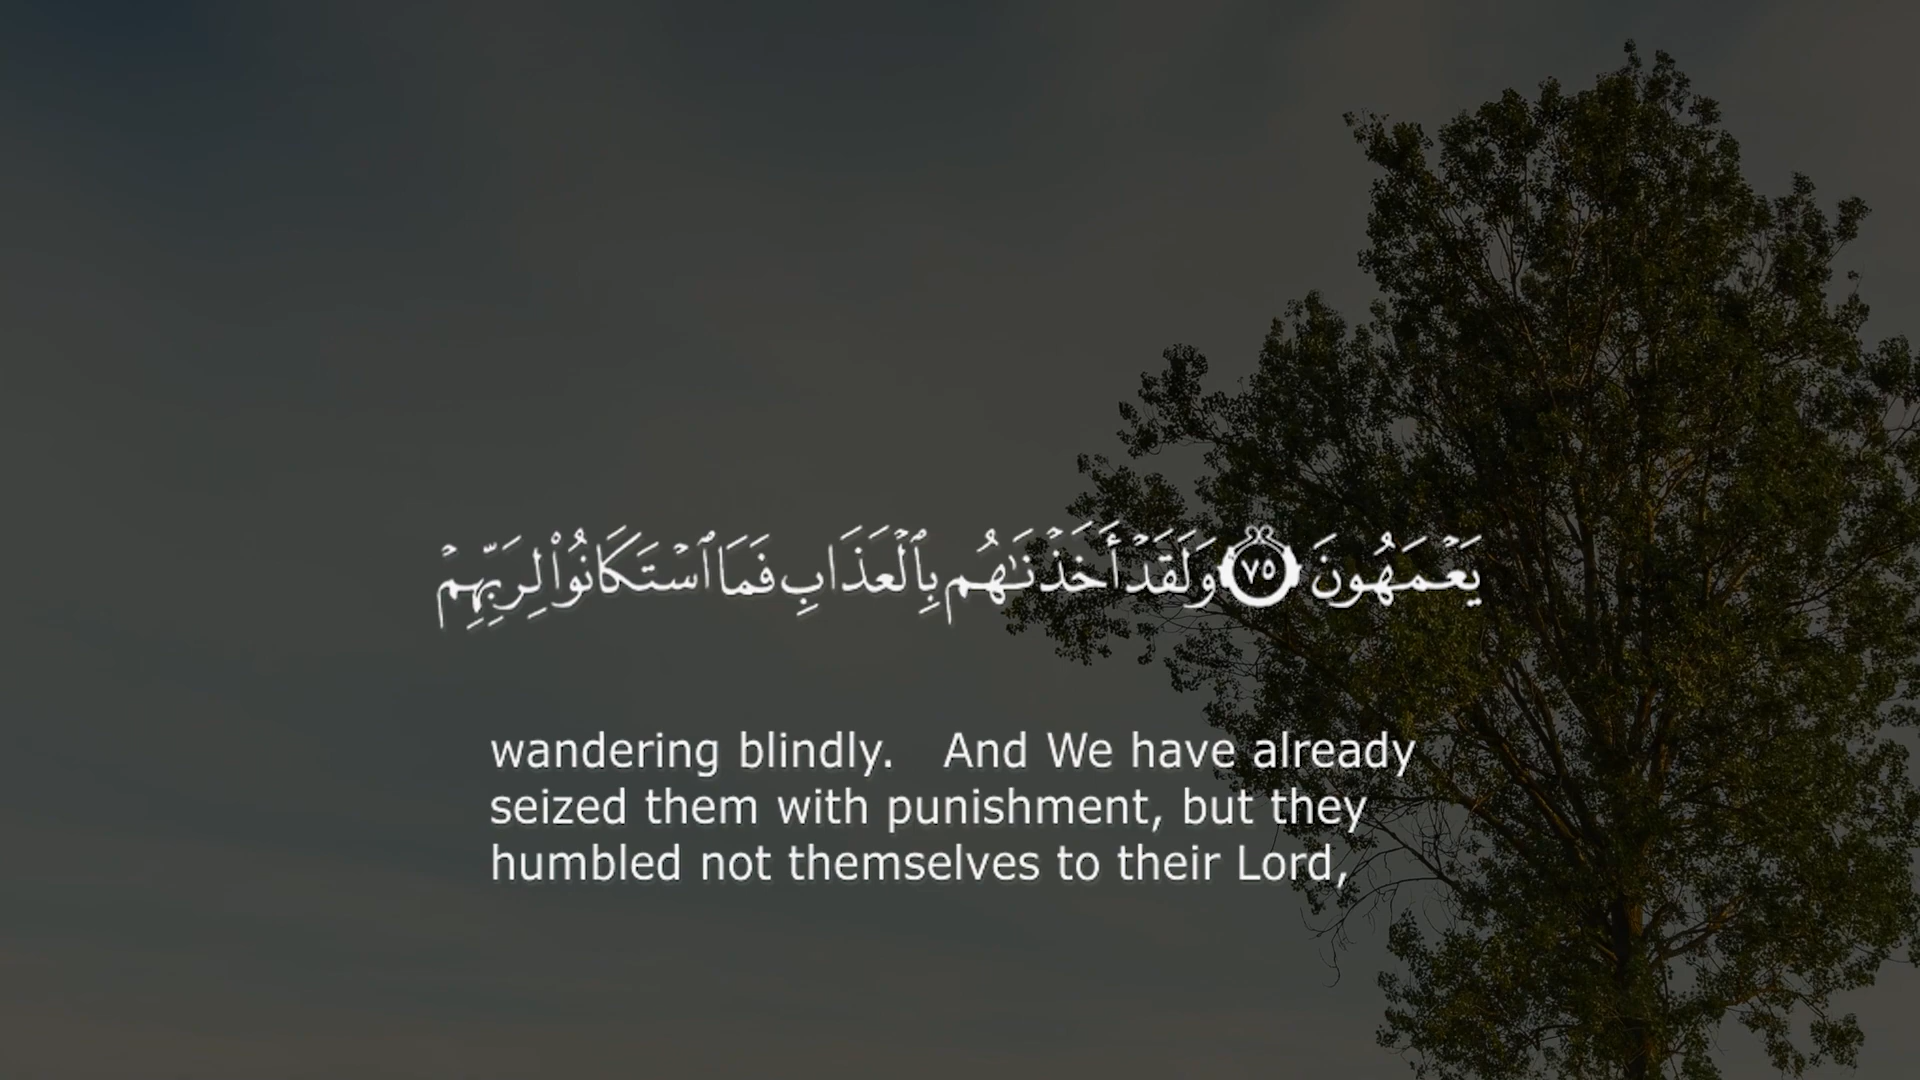 يَعۡمَهُونَ ٧٥ وَلَقَدۡ أَخَذۡنَٰهُم بِٱلۡعَذَابِ فَمَا ٱسۡتَكَانُواْ لِرَبِّهِمۡ
wandering blindly. And We have already
seized them with punishment, but they
humbled not themselves to their Lord,